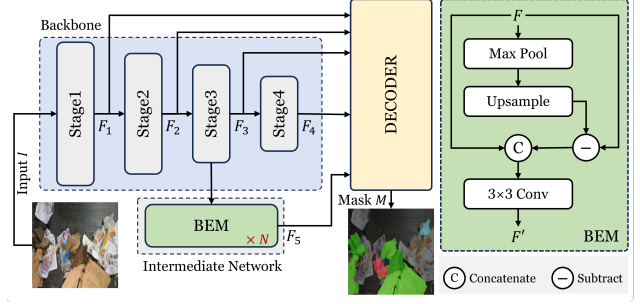 Backbone
Stage1
Stage2
Stage3
Stage4
F₁
F₂
F₃
F₄
Input I
BEM
× N
F₅
Intermediate Network
DECODER
Mask M
F
Max Pool
Upsample
C
−
3×3 Conv
F′
BEM
C Concatenate
− Subtract